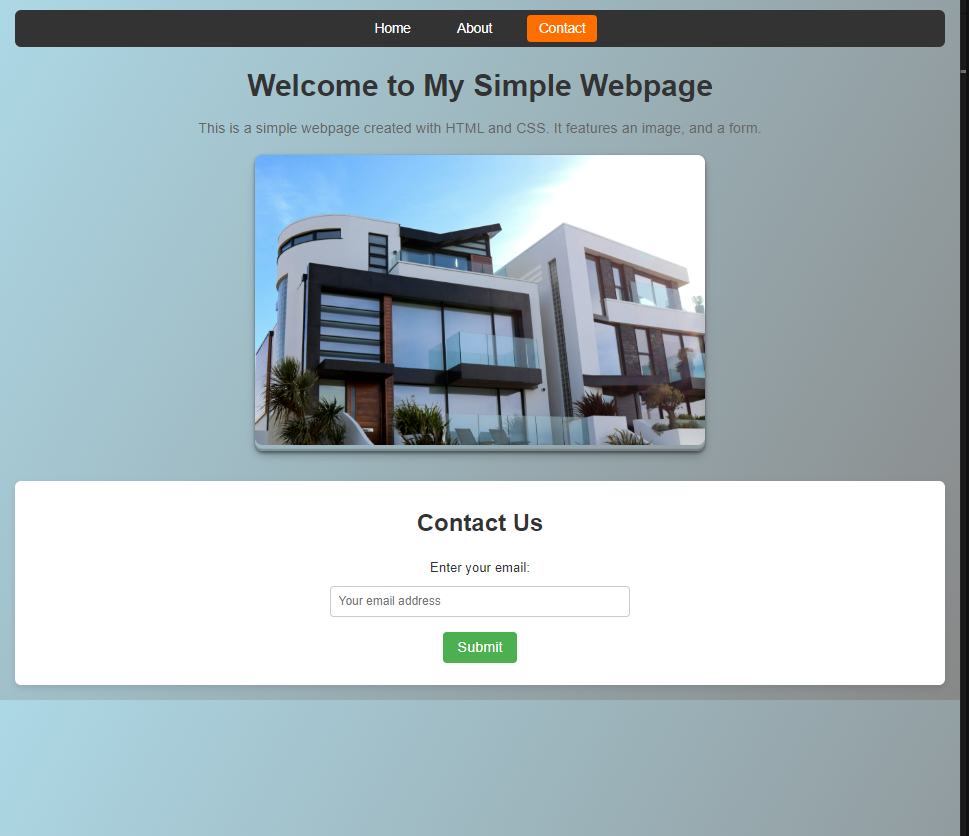 Home About Contact
Welcome to My Simple Webpage
This is a simple webpage created with HTML and CSS. It features an image, and a form.
Contact Us
Enter your email:
Your email address
Submit